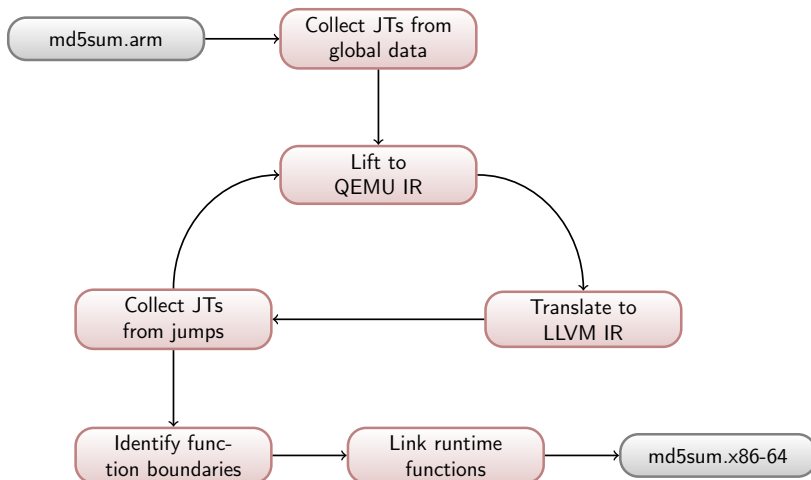 md5sum.arm
Collect JTs from
global data
Lift to
QEMU IR
Collect JTs
from jumps
Translate to
LLVM IR
Identify func-
tion boundaries
Link runtime
functions
md5sum.x86-64